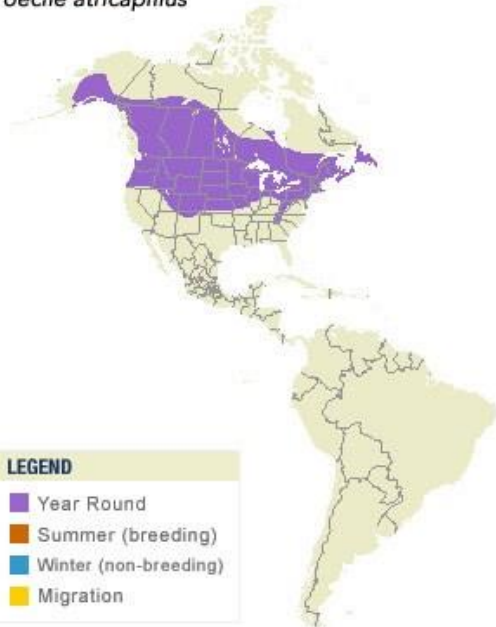 oecile atricapillus
LEGEND
Year Round
Summer (breeding)
Winter (non-breeding)
Migration